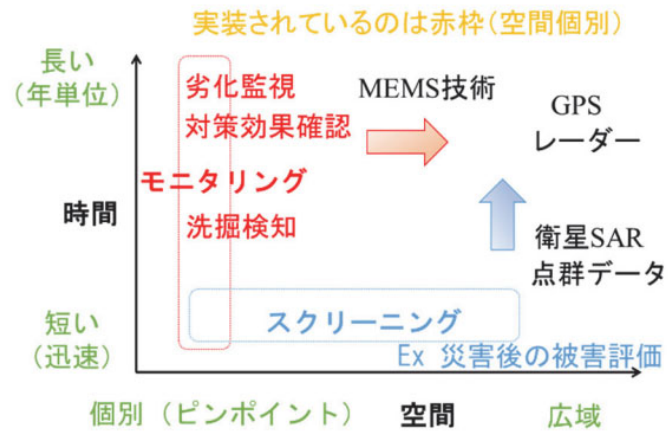 実装されているのは赤枠(空間個別)
長い
(年単位)
劣化監視
対策効果確認
MEMS技術
GPS
レーダー
モニタリング
時間
洗掘検知
衛星SAR
点群データ
短い
(迅速)
スクリーニング
Ex 災害後の被害評価
個別(ピンポイント)
空間
広域